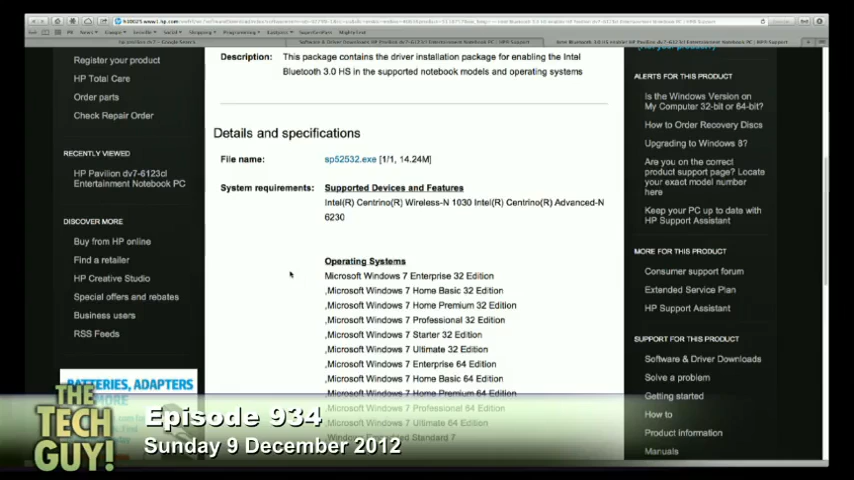 Register your product
HP Total Care
Order parts
Check Repair Order
RECENTLY VIEWED
HP Pavilion dv7-6123cl
Entertainment Notebook PC
DISCOVER MORE
Buy from HP online
Find a retailer
HP Creative Studio
Special offers and rebates
Business users
RSS Feeds
BATTERIES, ADAPTERS
Description: This package contains the driver installation package for enabling the Intel
Bluetooth 3.0 HS in the supported notebook models and operating systems
Details and specifications
File name: sp52532.exe [1/1, 14.24M]
System requirements: Supported Devices and Features
Intel(R) Centrino(R) Wireless-N 1030 Intel(R) Centrino(R) Advanced-N
6230
Operating Systems
Microsoft Windows 7 Enterprise 32 Edition
,Microsoft Windows 7 Home Basic 32 Edition
,Microsoft Windows 7 Home Premium 32 Edition
,Microsoft Windows 7 Professional 32 Edition
,Microsoft Windows 7 Starter 32 Edition
,Microsoft Windows 7 Ultimate 32 Edition
,Microsoft Windows 7 Enterprise 64 Edition
,Microsoft Windows 7 Home Basic 64 Edition
,Microsoft Windows 7 Home Premium 64 Edition
,Microsoft Windows 7 Professional 64 Edition
,Microsoft Windows 7 Ultimate 64 Edition
Standard 7
ALERTS FOR THIS PRODUCT
Is the Windows Version on
My Computer 32-bit or 64-bit?
How to Order Recovery Discs
Upgrading to Windows 8?
Are you on the correct
product support page? Locate
your exact model number
here
Keep your PC up to date with
HP Support Assistant
MORE FOR THIS PRODUCT
Consumer support forum
Extended Service Plan
HP Support Assistant
SUPPORT FOR THIS PRODUCT
Software & Driver Downloads
Solve a problem
Getting started
How to
Product information
Manuals
THE
TECH
GUY!
Episode 934
Sunday 9 December 2012